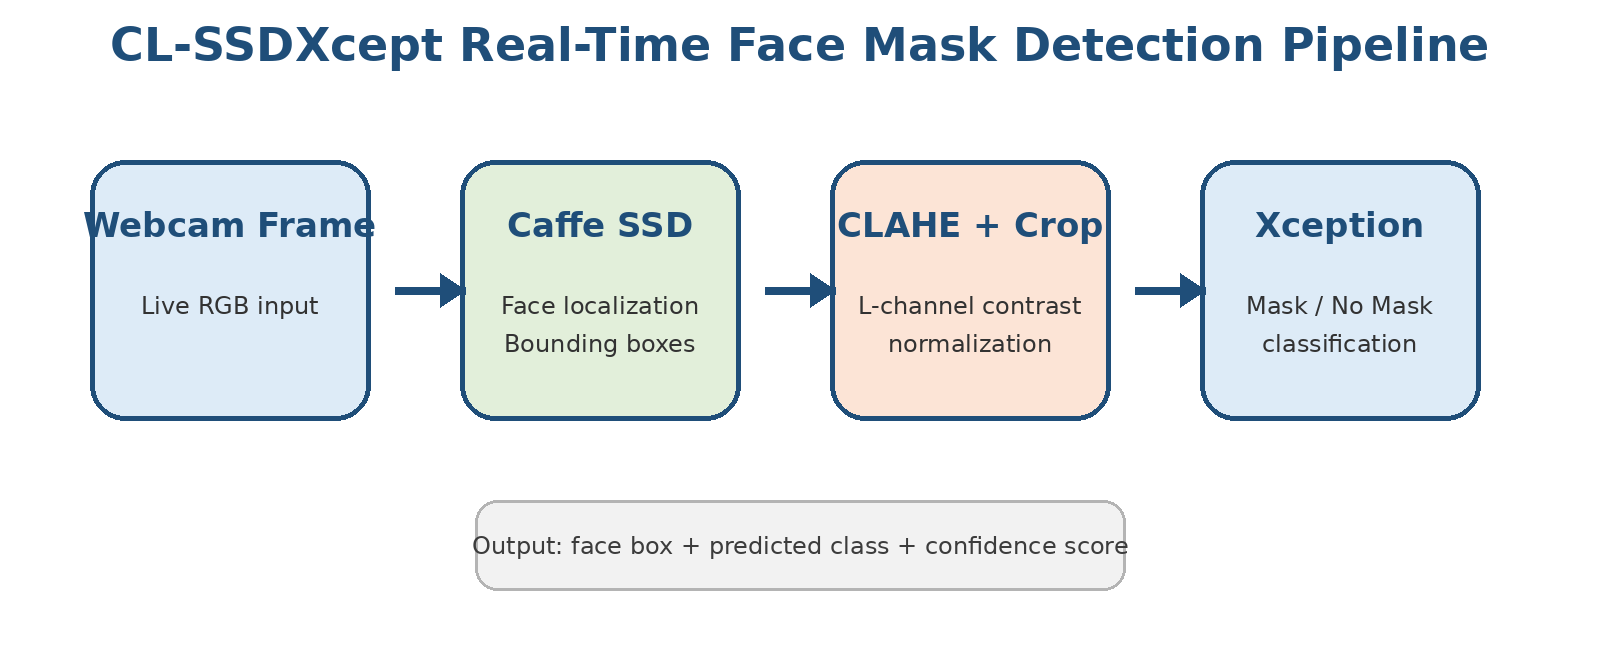 CL-SSDXcept Real-Time Face Mask Detection Pipeline
Webcam Frame
Live RGB input
Caffe SSD
Face localization
Bounding boxes
CLAHE + Crop
L-channel contrast
normalization
Xception
Mask / No Mask
classification
Output: face box + predicted class + confidence score